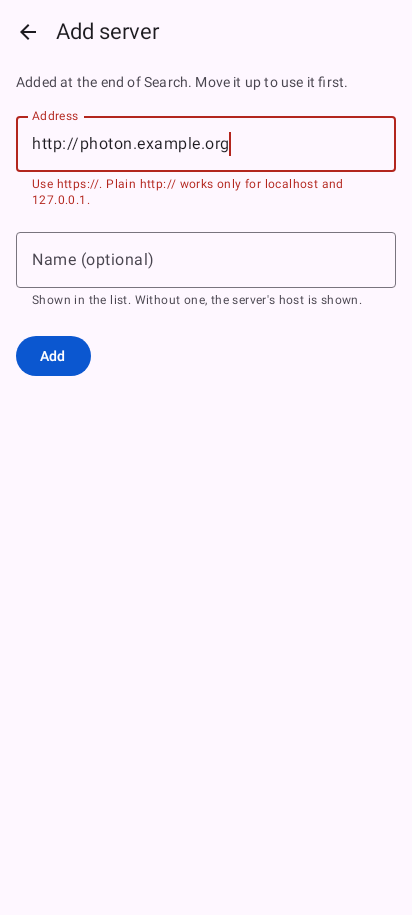 Add server
Added at the end of Search. Move it up to use it first.
Address
http://photon.example.org
Use https://. Plain http:// works only for localhost and
127.0.0.1.
Name (optional)
Shown in the list. Without one, the server's host is shown.
Add